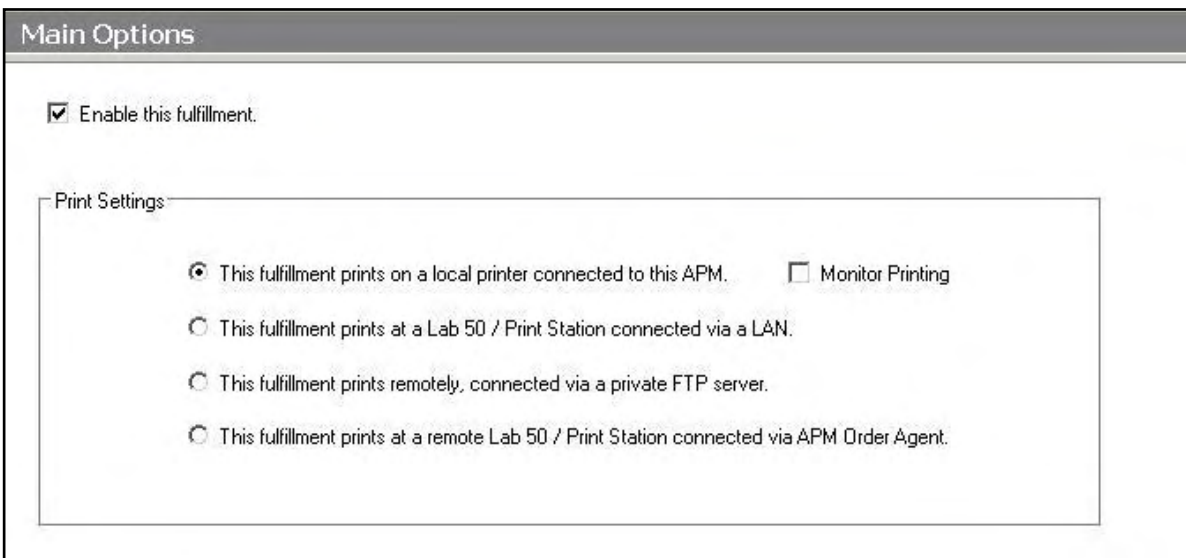 Main Options
Enable this fulfillment.
Print Settings
This fulfillment prints on a local printer connected to this APM. Monitor Printing
This fulfillment prints at a Lab 50 / Print Station connected via a LAN.
This fulfillment prints remotely, connected via a private FTP server.
This fulfillment prints at a remote Lab 50 / Print Station connected via APM Order Agent.